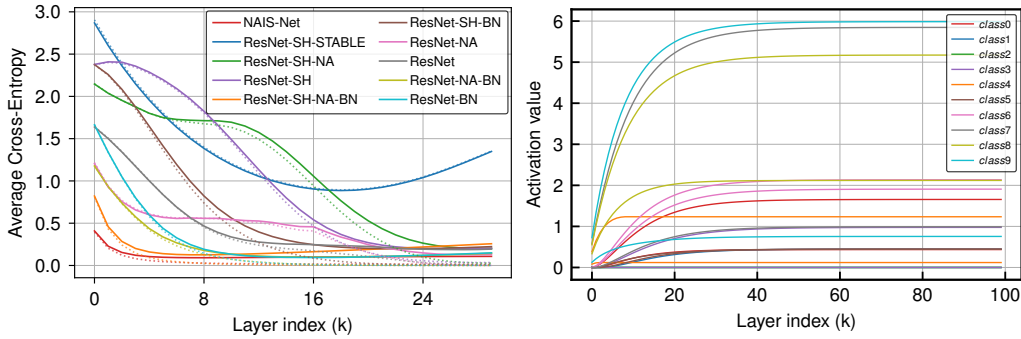 Average Cross-Entropy
3.0
2.5
2.0
1.5
1.0
0.5
0.0
0
8
16
24
Layer index (k)
NAIS-Net
ResNet-SH-STABLE
ResNet-SH-NA
ResNet-SH
ResNet-SH-NA-BN
ResNet-SH-BN
ResNet-NA
ResNet
ResNet-NA-BN
ResNet-BN
Activation value
6
5
4
3
2
1
0
0
20
40
60
80
100
Layer index (k)
class0
class1
class2
class3
class4
class5
class6
class7
class8
class9